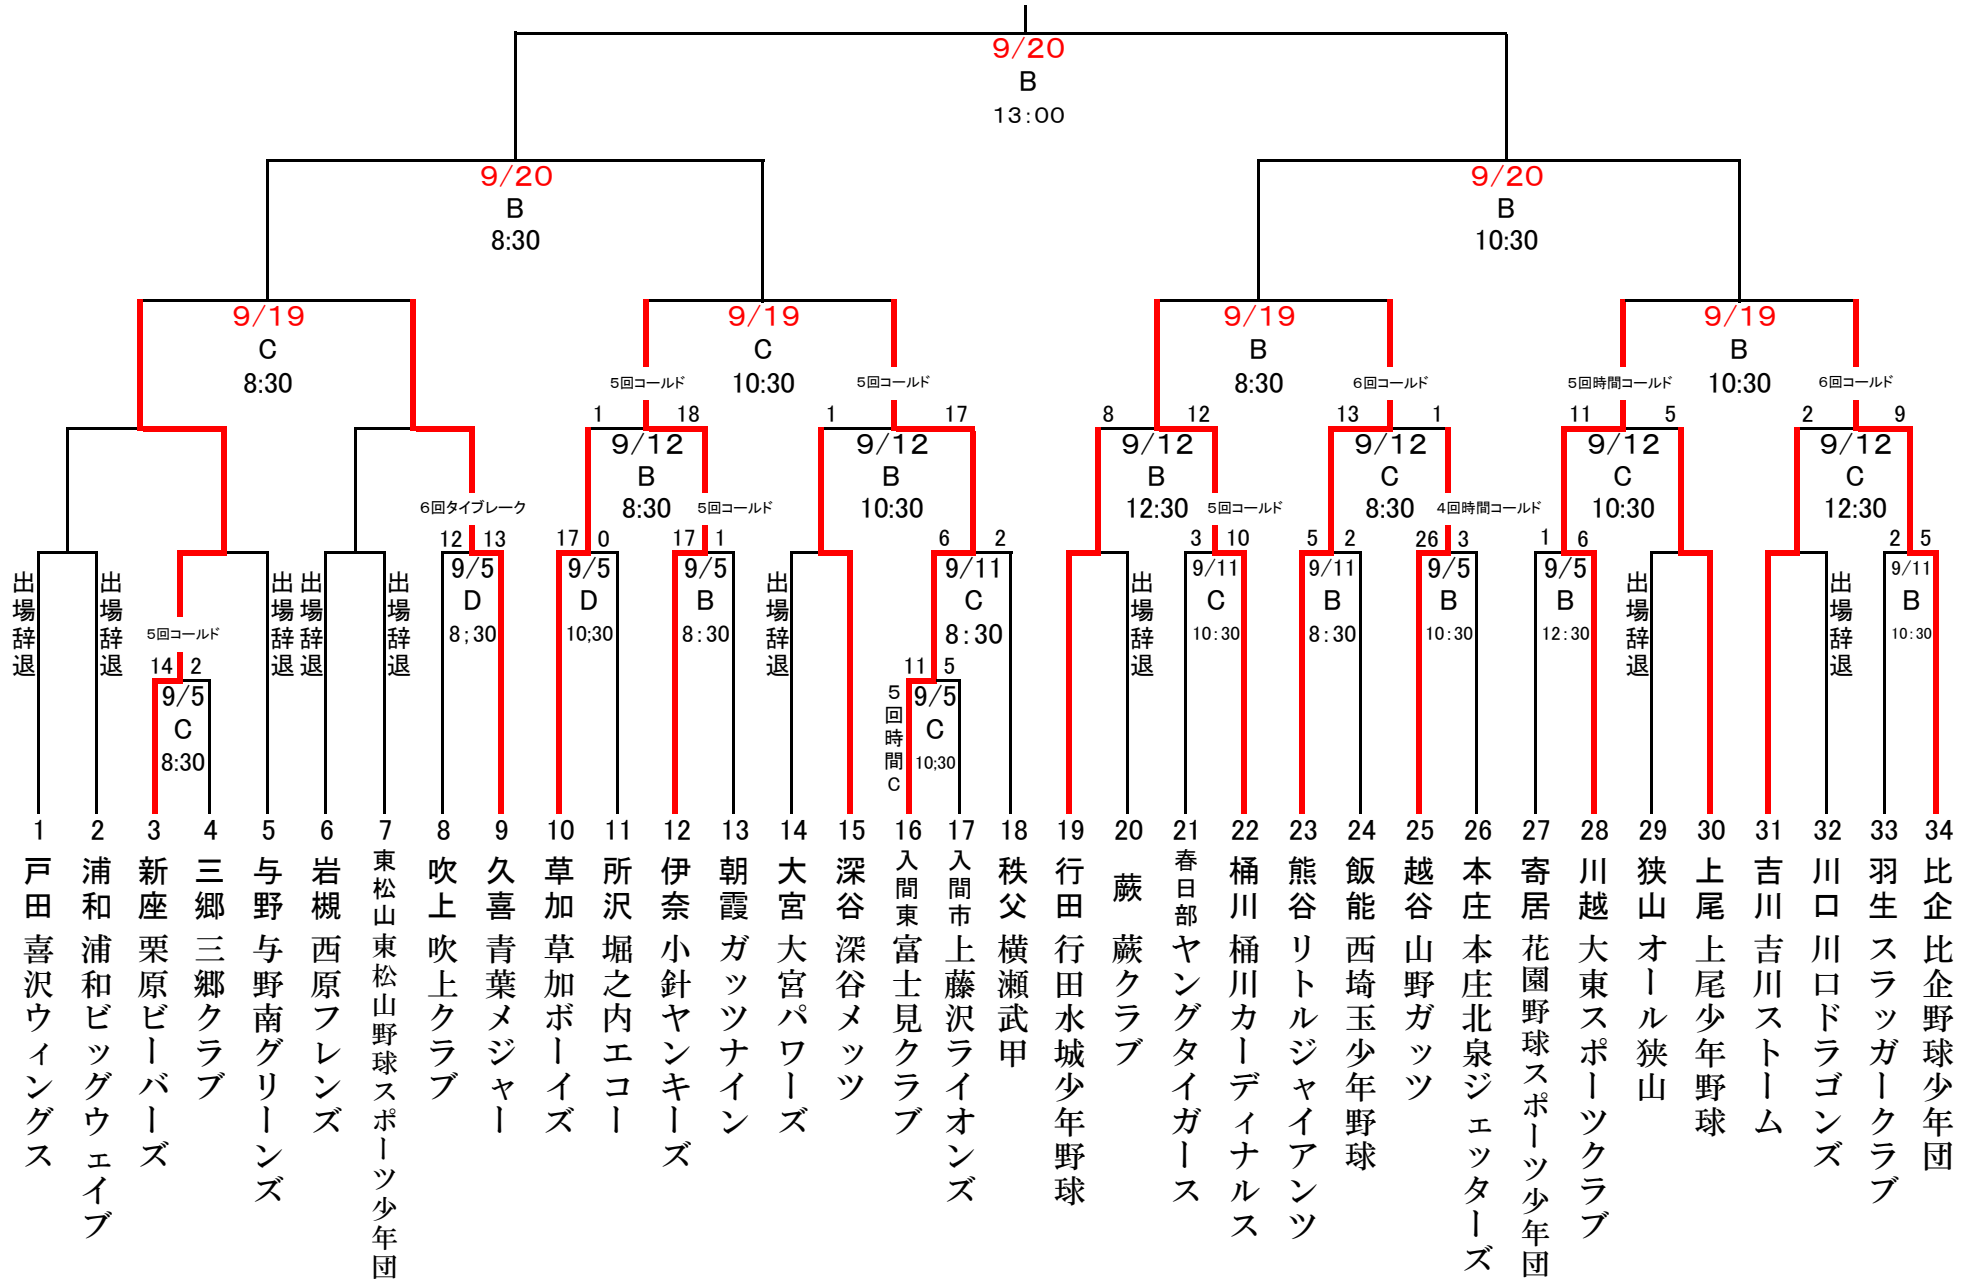 9/20
B
13:00
9/20
B
8:30
9/20
B
10:30
9/19
C
8:30
9/19
C
10:30
9/19
B
8:30
9/19
B
10:30
5回コールド
5回コールド
6回コールド
5回時間コールド
6回コールド
1 18
9/12
B
8:30
1 17
9/12
B
10:30
8 12
9/12
B
12:30
13 1
9/12
C
8:30
11 5
9/12
C
10:30
2 9
9/12
C
12:30
6回タイブレーク
5回コールド
5回コールド
4回時間コールド
12 13
9/5
D
8;30
17 0
9/5
D
10;30
17 1
9/5
B
8:30
6 2
9/11
C
8:30
3 10
9/11
C
10:30
5 2
9/11
B
8:30
26 3
9/5
B
10:30
1 6
9/5
B
12:30
2 5
9/11
B
10:30
出場辞退
出場辞退
出場辞退
出場辞退
出場辞退
出場辞退
出場辞退
出場辞退
出場辞退
5回コールド
14 2
9/5
C
8:30
11 5
9/5
C
10;30
5回時間C
1 戸田 喜沢ウィングス
2 浦和 浦和ビッグウェイブ
3 新座 栗原ビーバーズ
4 三郷 三郷クラブ
5 与野 与野南グリーンズ
6 岩槻 西原フレンズ
7 東松山 東松山野球スポーツ少年団
8 吹上 吹上クラブ
9 久喜 青葉メジャー
10 草加 草加ボーイズ
11 所沢 堀之内エコー
12 伊奈 小針ヤンキーズ
13 朝霞 ガッツナイン
14 大宮 大宮パワーズ
15 深谷 深谷メッツ
16 入間東 富士見クラブ
17 入間市 上藤沢ライオンズ
18 秩父 横瀬武甲
19 行田 行田水城少年野球
20 蕨 蕨クラブ
21 春日部 ヤングタイガース
22 桶川 桶川カーディナルス
23 熊谷 リトルジャイアンツ
24 飯能 西埼玉少年野球
25 越谷 山野ガッツ
26 本庄 本庄北泉ジェッターズ
27 寄居 花園野球スポーツ少年団
28 川越 大東スポーツクラブ
29 狭山 オール狭山
30 上尾 上尾少年野球
31 吉川 吉川ストーム
32 川口 川口ドラゴンズ
33 羽生 スラッガークラブ
34 比企 比企野球少年団